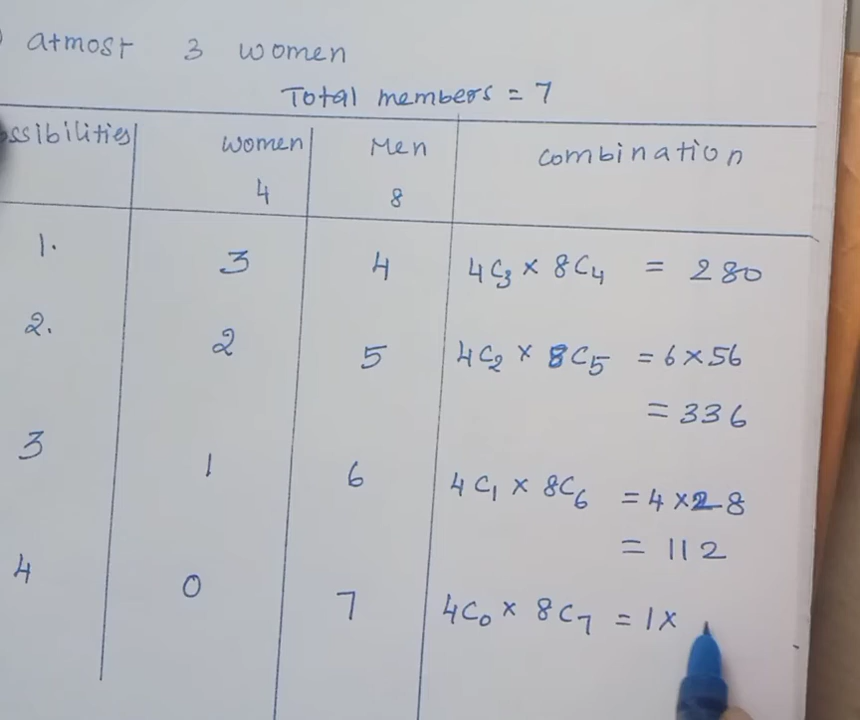 ) atmost 3 women
Total members = 7
ssibilities women Men combination
4 8
1. 3 4 4C3 × 8C4 = 280
2. 2 5 4C2 × 8C5 = 6×56
= 336
3 1 6 4C1 × 8C6 = 4×28
= 112
4 0 7 4C0 × 8C7 = 1×